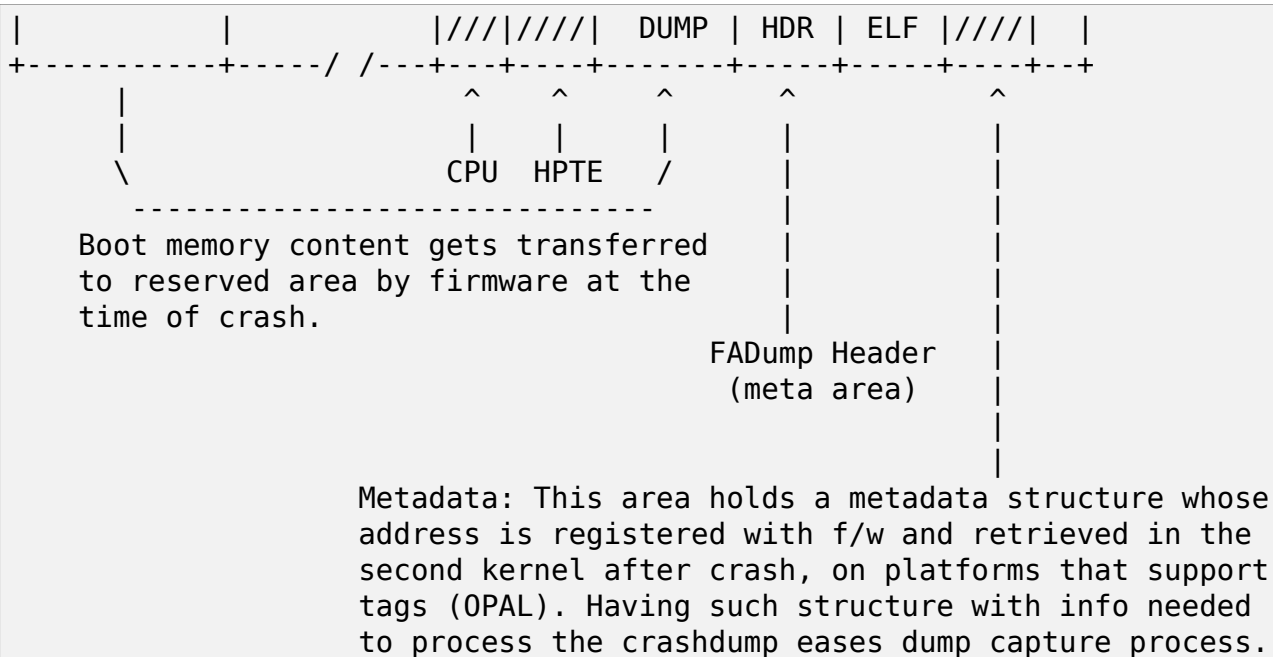 |           |            |///|////|  DUMP | HDR | ELF |////|  |
+-----------+-----/ /---+---+----+-------+-----+-----+----+--+
      |                   ^    ^     ^      ^           ^
      |                   |    |     |      |           |
      \                  CPU  HPTE   /      |           |
       ------------------------------       |           |
    Boot memory content gets transferred    |           |
    to reserved area by firmware at the     |           |
    time of crash.                          |           |
                                        FADump Header   |
                                         (meta area)    |
                                                        |
                                                        |
                    Metadata: This area holds a metadata structure whose
                    address is registered with f/w and retrieved in the
                    second kernel after crash, on platforms that support
                    tags (OPAL). Having such structure with info needed
                    to process the crashdump eases dump capture process.